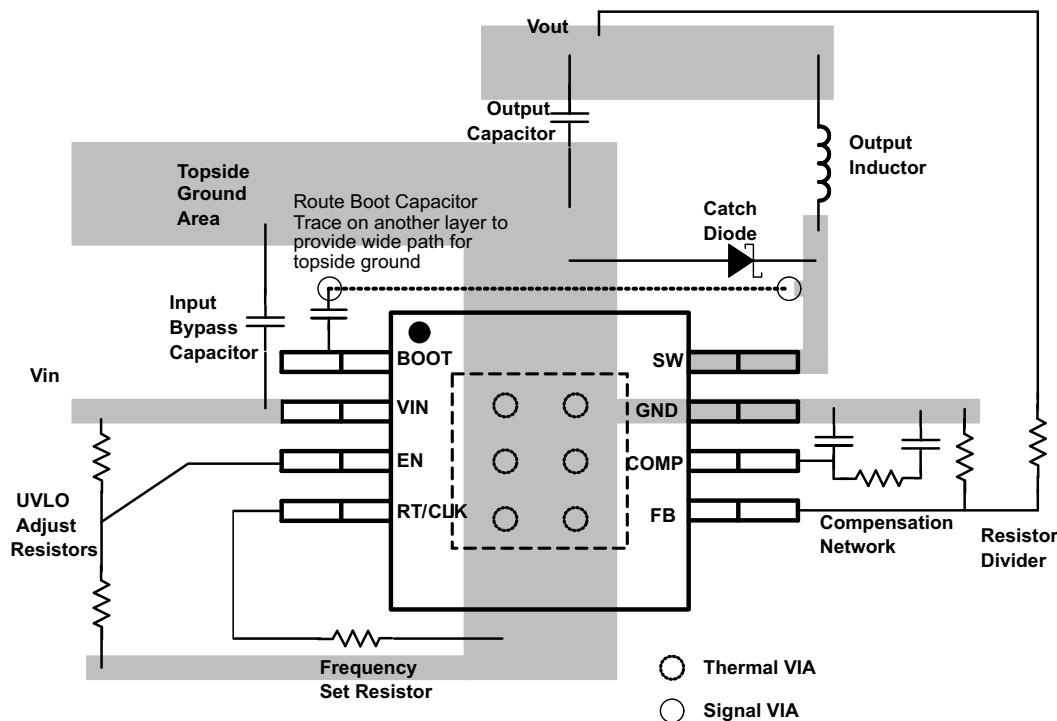 Vout
Output
Capacitor
Output
Inductor
Topside
Ground
Area
Route Boot Capacitor
Trace on another layer to
provide wide path for
topside ground
Catch
Diode
Input
Bypass
Capacitor
Vin
BOOT
VIN
EN
RT/CLK
SW
GND
COMP
FB
UVLO
Adjust
Resistors
Compensation
Network
Resistor
Divider
Frequency
Set Resistor
Thermal VIA
Signal VIA